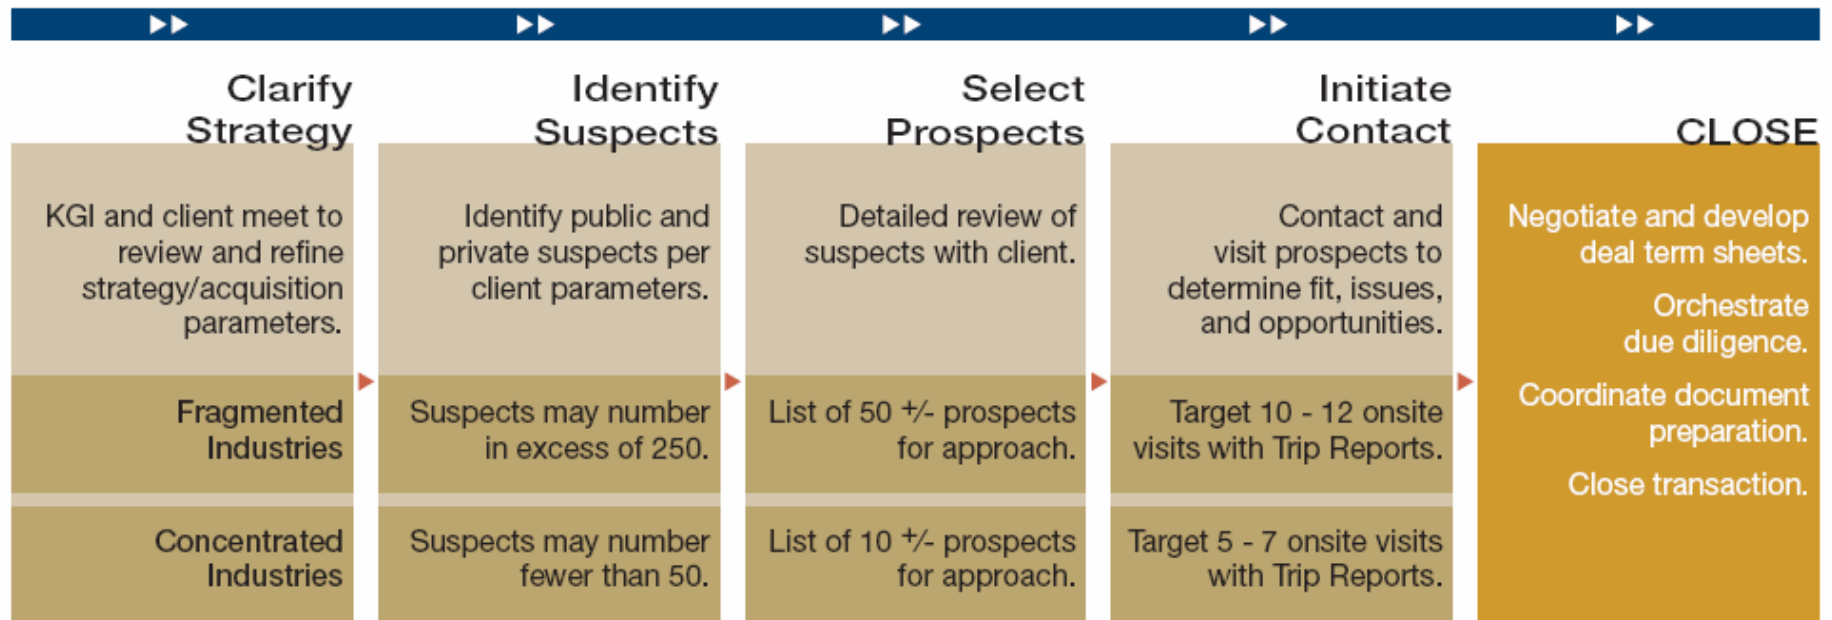 Clarify
Strategy
KGI and client meet to
review and refine
strategy/acquisition
parameters.
Fragmented
Industries
Concentrated
Industries
Identify
Suspects
Identify public and
private suspects per
client parameters.
Suspects may number
in excess of 250.
Suspects may number
fewer than 50.
Select
Prospects
Detailed review of
suspects with client.
List of 50 +/- prospects
for approach.
List of 10 +/- prospects
for approach.
Initiate
Contact
Contact and
visit prospects to
determine fit, issues,
and opportunities.
Target 10 - 12 onsite
visits with Trip Reports.
Target 5 - 7 onsite visits
with Trip Reports.
CLOSE
Negotiate and develop
deal term sheets.
Orchestrate
due diligence.
Coordinate document
preparation.
Close transaction.